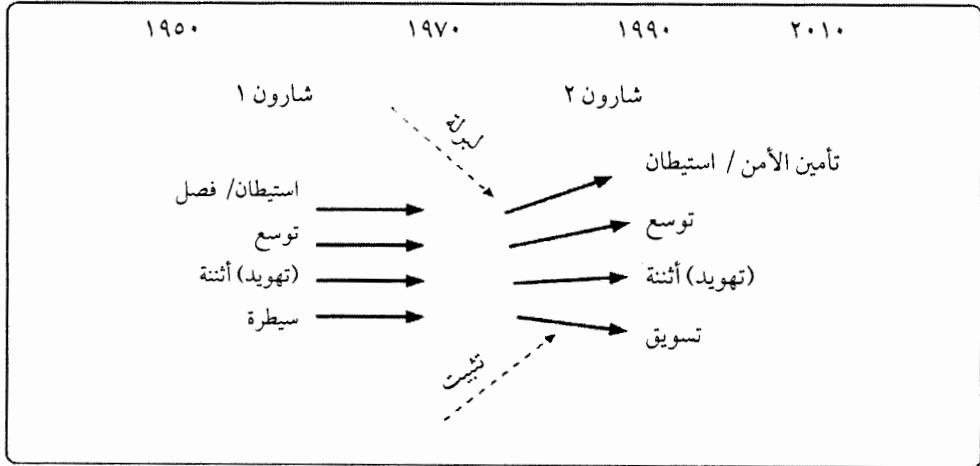 ١٩٥٠ ١٩٧٠ ١٩٩٠ ٢٠١٠
شارون ١
شارون ٢
لبرلة
استيطان/ فصل
توسع
(تهويد) أثننة
سيطرة
تأمين الأمن / استيطان
توسع
(تهويد) أثننة
تسويق
تثبيت